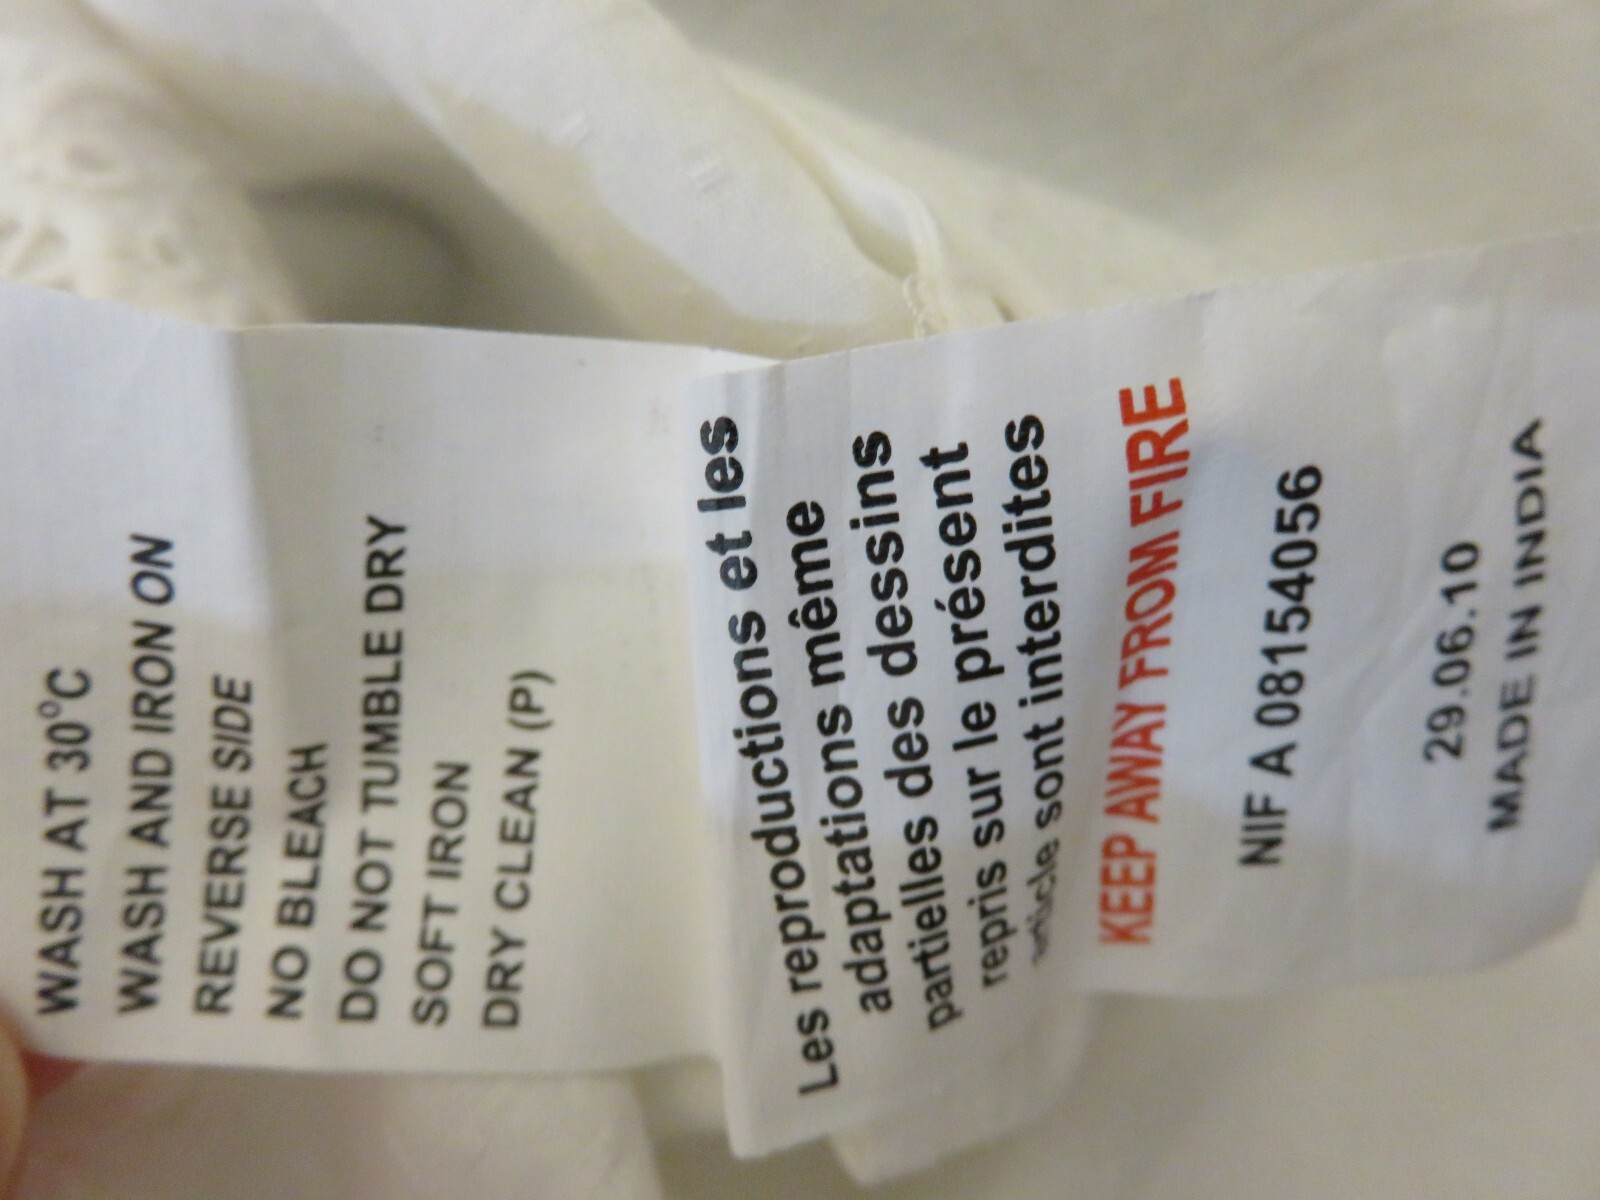 WASH AT 30°C
WASH AND IRON ON
REVERSE SIDE
NO BLEACH
DO NOT TUMBLE DRY
SOFT IRON
DRY CLEAN (P)
Les reproductions et les
adaptations même
partielles des dessins
repris sur le présent
article sont interdites
KEEP AWAY FROM FIRE
NIF A 08154056
29.06.10
MADE IN INDIA